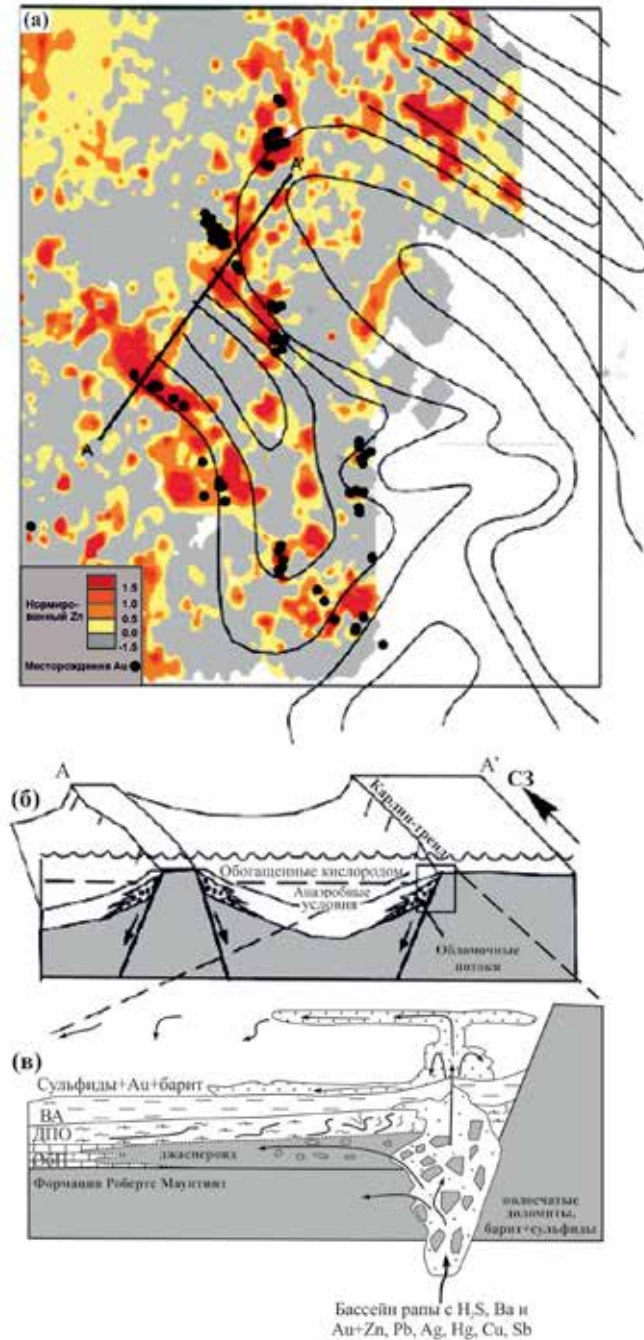 (а)
А'
А
Нормиро-
ванный Zn
1.5
1.0
0.5
0.0
-1.5
Месторождения Au
(б)
А
А'
СЗ
Карлин-тренд
Обогащенные кислородом
Анаэробные
условия
Обломочные
потоки
(в)
Сульфиды+Au+барит
ВА
ДПО
ОбП
джаспероид
Формация Робертс Маунтинз
полосчатые
доломиты,
барит+сульфиды
Бассейн рапы с H₂S, Ba и
Au+Zn, Pb, Ag, Hg, Cu, Sb